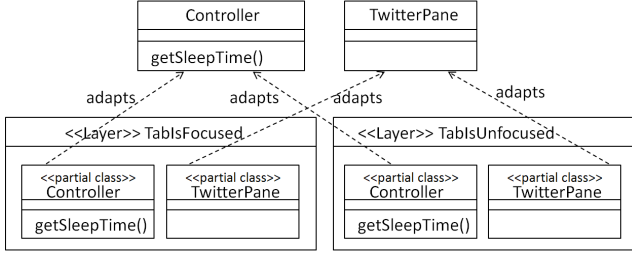 Controller
TwitterPane
getSleepTime()
adapts
adapts
adapts
adapts
<<Layer>> TabIsFocused
<<Layer>> TabIsUnfocused
<<partial class>>
Controller
<<partial class>>
TwitterPane
<<partial class>>
Controller
<<partial class>>
TwitterPane
getSleepTime()
getSleepTime()